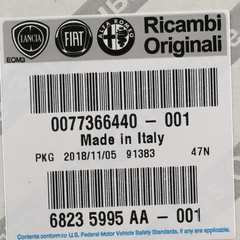 LANCIA
FIAT
ALFA ROMEO
Ricambi
Originali
EOM3
0077366440 - 001
Made in Italy
PKG 2018/11/05 91383 47N
6823 5995 AA - 001
Contents conform to U.S. Federal Motor Vehicle Safety Standards, if any are applicable.